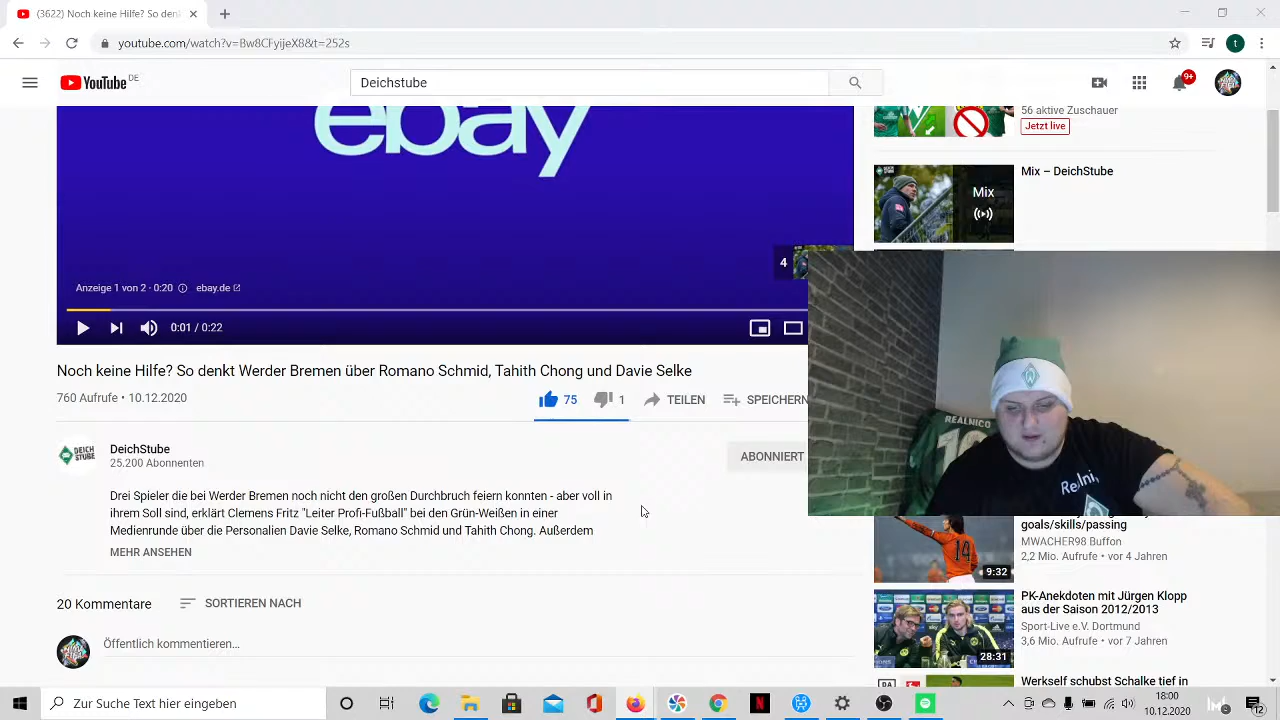 (3622) Noch keine Hilfe? So den
youtube.com/watch?v=Bw8CFyijeX8&t=252s
t
YouTube DE
Deichstube
9+
ebay
56 aktive Zuschauer
Jetzt live
Mix
Mix – DeichStube
4
Anzeige 1 von 2 · 0:20 ebay.de
0:01 / 0:22
Noch keine Hilfe? So denkt Werder Bremen über Romano Schmid, Tahith Chong und Davie Selke
760 Aufrufe • 10.12.2020
75
1
TEILEN
SPEICHERN
DEICH STUBE
DeichStube
25.200 Abonnenten
ABONNIERT
Drei Spieler die bei Werder Bremen noch nicht den großen Durchbruch feiern konnten - aber voll in
ihrem Soll sind, erklärt Clemens Fritz "Leiter Profi-Fußball" bei den Grün-Weißen in einer
Medienrunde über die Personalien Davie Selke, Romano Schmid und Tahith Chong. Außerdem
MEHR ANSEHEN
20 Kommentare
SORTIEREN NACH
Öffentlich kommentieren...
REALNICO
goals/skills/passing
MWACHER98 Buffon
2,2 Mio. Aufrufe • vor 4 Jahren
14
9:32
PK-Anekdoten mit Jürgen Klopp
aus der Saison 2012/2013
Sport-Live e.V. Dortmund
3,6 Mio. Aufrufe • vor 7 Jahren
28:31
Werkself schubst Schalke tief in
Zur Suche Text hier eingeben
18:00
10.12.2020
12